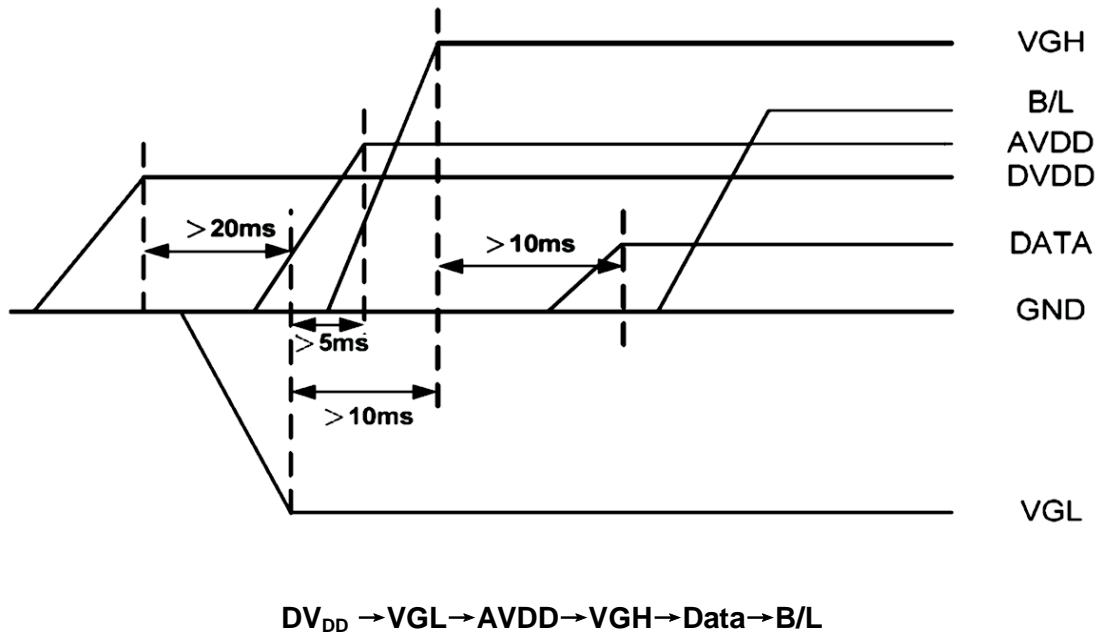 VGH
B/L
AVDD
DVDD
>20ms
>10ms
DATA
GND
>5ms
>10ms
VGL
DVDD →VGL→AVDD→VGH→Data→B/L